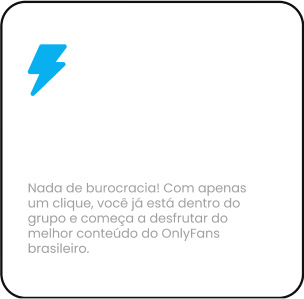 Nada de burocracia! Com apenas
um clique, você já está dentro do
grupo e começa a desfrutar do
melhor conteúdo do OnlyFans
brasileiro.